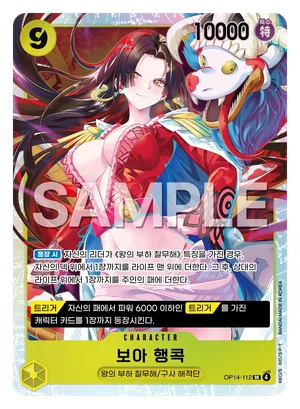 9
10000
특수
特
SAMPLE
등장 시 자신의 리더가 《왕의 부하 칠무해》 특징을 가진 경우,
자신의 덱 위에서 1장까지를 라이프 맨 위에 더한다. 그 후, 상대의
라이프 위에서 1장까지를 주인의 패에 더한다.
트리거 자신의 패에서 파워 6000 이하인 트리거 를 가진
캐릭터 카드를 1장까지 등장시킨다.
CHARACTER
보아 행콕
왕의 부하 칠무해/구사 해적단
OP14-112 SR